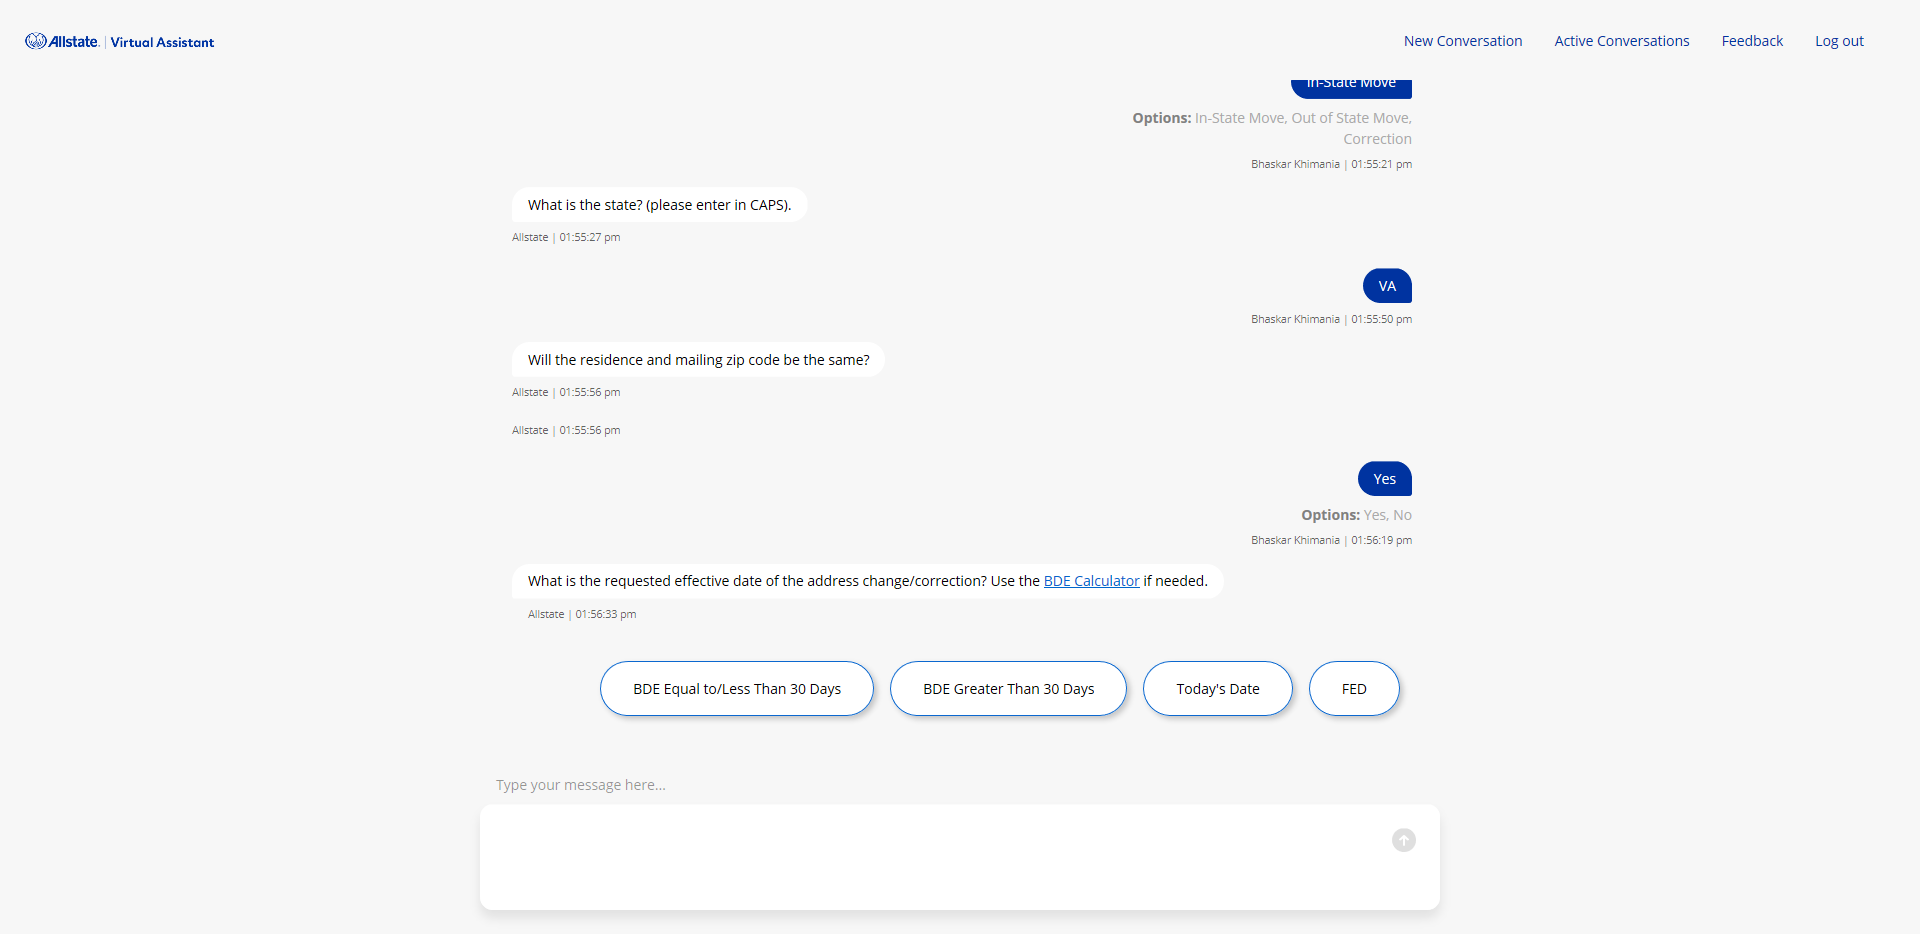 Allstate. | Virtual Assistant
New Conversation Active Conversations Feedback Log out
In-State Move
Options: In-State Move, Out of State Move,
Correction
Bhaskar Khimania | 01:55:21 pm
What is the state? (please enter in CAPS).
Allstate | 01:55:27 pm
VA
Bhaskar Khimania | 01:55:50 pm
Will the residence and mailing zip code be the same?
Allstate | 01:55:56 pm
Allstate | 01:55:56 pm
Yes
Options: Yes, No
Bhaskar Khimania | 01:56:19 pm
What is the requested effective date of the address change/correction? Use the BDE Calculator if needed.
Allstate | 01:56:33 pm
BDE Equal to/Less Than 30 Days BDE Greater Than 30 Days Today's Date FED
Type your message here...